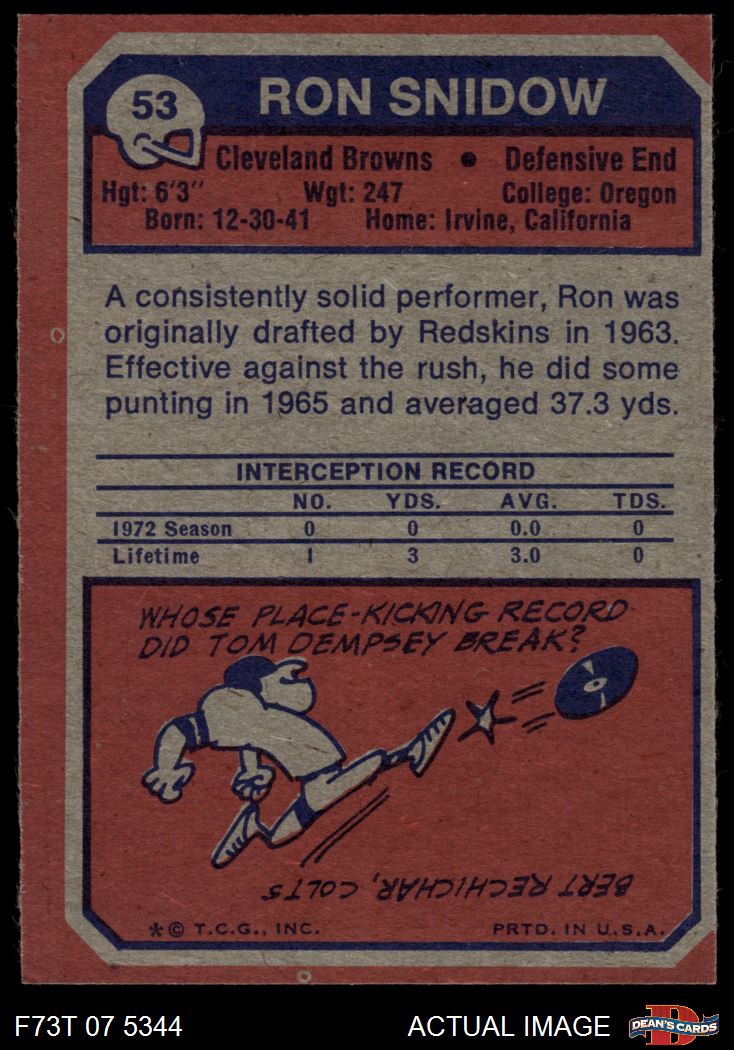 53
RON SNIDOW
Cleveland Browns • Defensive End
Hgt: 6'3" Wgt: 247 College: Oregon
Born: 12-30-41 Home: Irvine, California
A consistently solid performer, Ron was
originally drafted by Redskins in 1963.
Effective against the rush, he did some
punting in 1965 and averaged 37.3 yds.
INTERCEPTION RECORD
NO. YDS. AVG. TDS.
1972 Season 0 0 0.0 0
Lifetime 1 3 3.0 0
WHOSE PLACE-KICKING RECORD
DID TOM DEMPSEY BREAK?
BERT RECHICHAR, COLTS
*© T.C.G., INC. PRTD. IN U.S.A.
F73T 07 5344 ACTUAL IMAGE DEAN'S CARDS